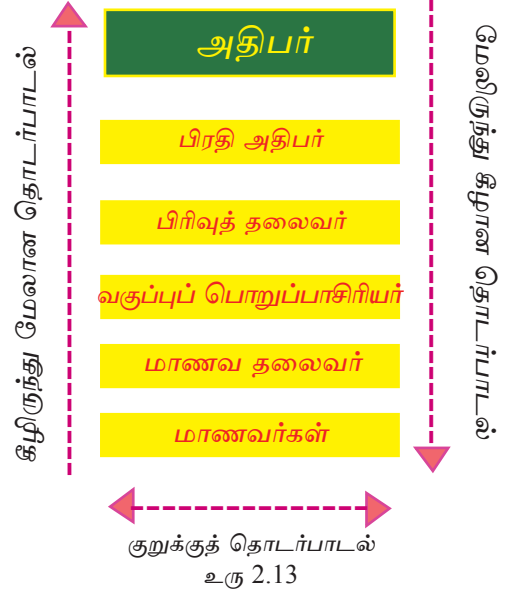 அதிபர்
பிரதி அதிபர்
பிரிவுத் தலைவர்
வகுப்புப் பொறுப்பாசிரியர்
மாணவ தலைவர்
மாணவர்கள்
கீழிருந்து மேலான தொடர்பாடல்
மேலிருந்து கீழான தொடர்பாடல்
குறுக்குத் தொடர்பாடல்
உரு 2.13